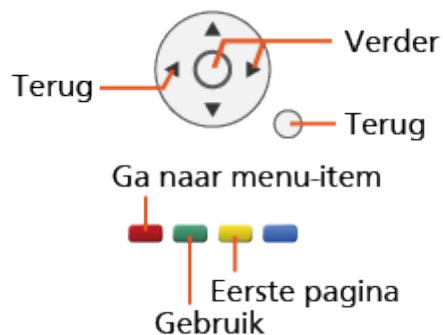 Verder
Terug
Terug
Ga naar menu-item
Eerste pagina
Gebruik